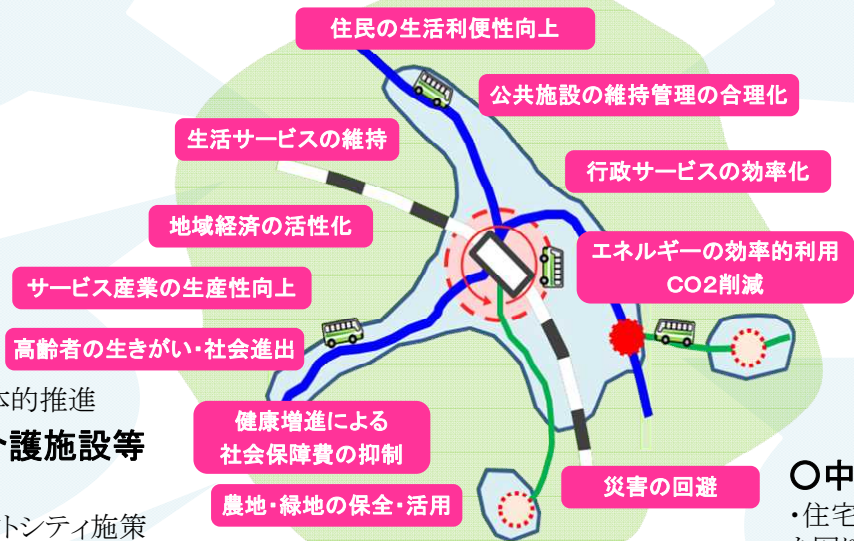 住民の生活利便性向上
公共施設の維持管理の合理化
生活サービスの維持
行政サービスの効率化
地域経済の活性化
エネルギーの効率的利用
CO2削減
サービス産業の生産性向上
高齢者の生きがい・社会進出
体的推進
健康増進による
社会保障費の抑制
護施設等
災害の回避
農地・緑地の保全・活用
トシティ施策
〇中
・住宅